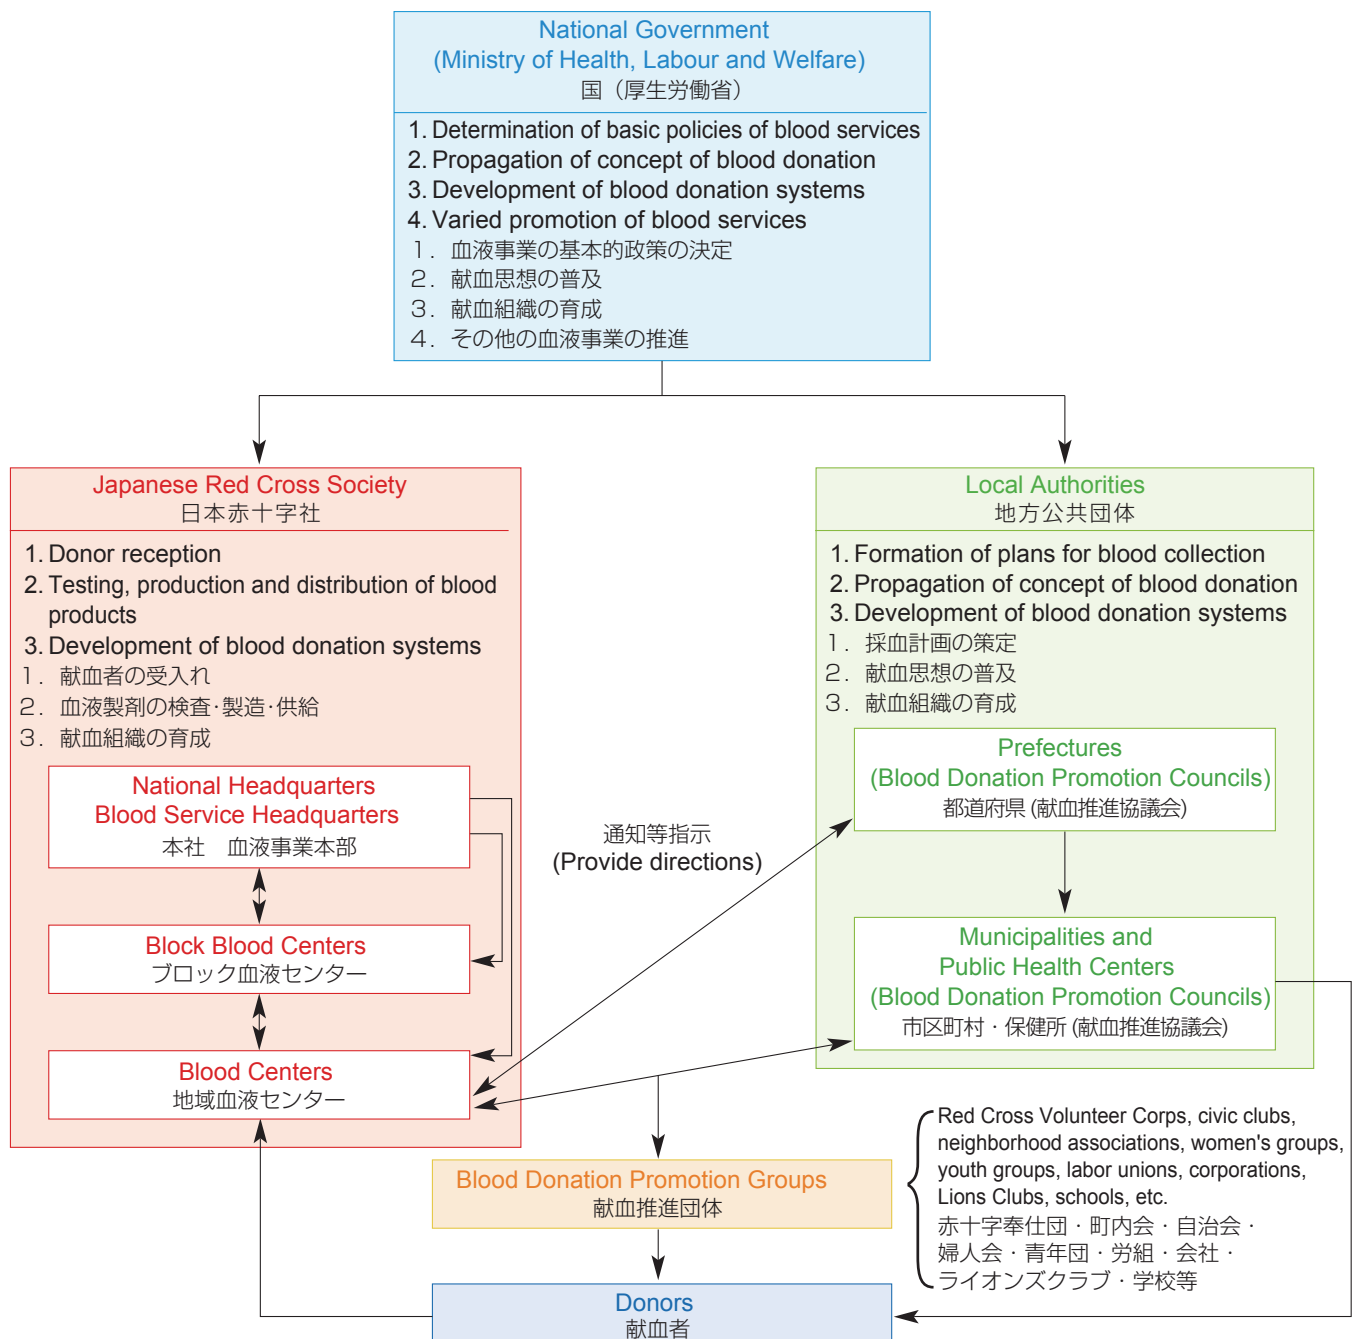 National Government
(Ministry of Health, Labour and Welfare)
国（厚生労働省）
1. Determination of basic policies of blood services
2. Propagation of concept of blood donation
3. Development of blood donation systems
4. Varied promotion of blood services
１．血液事業の基本的政策の決定
２．献血思想の普及
３．献血組織の育成
４．その他の血液事業の推進
Japanese Red Cross Society
日本赤十字社
1. Donor reception
2. Testing, production and distribution of blood
products
3. Development of blood donation systems
１．献血者の受入れ
２．血液製剤の検査･製造･供給
３．献血組織の育成
National Headquarters
Blood Service Headquarters
本社　血液事業本部
Block Blood Centers
ブロック血液センター
Blood Centers
地域血液センター
通知等指示
(Provide directions)
Local Authorities
地方公共団体
1. Formation of plans for blood collection
2. Propagation of concept of blood donation
3. Development of blood donation systems
１．採血計画の策定
２．献血思想の普及
３．献血組織の育成
Prefectures
(Blood Donation Promotion Councils)
都道府県 (献血推進協議会)
Municipalities and
Public Health Centers
(Blood Donation Promotion Councils)
市区町村・保健所 (献血推進協議会)
Blood Donation Promotion Groups
献血推進団体
Red Cross Volunteer Corps, civic clubs,
neighborhood associations, women's groups,
youth groups, labor unions, corporations,
Lions Clubs, schools, etc.
赤十字奉仕団・町内会・自治会・
婦人会・青年団・労組・会社・
ライオンズクラブ・学校等
Donors
献血者